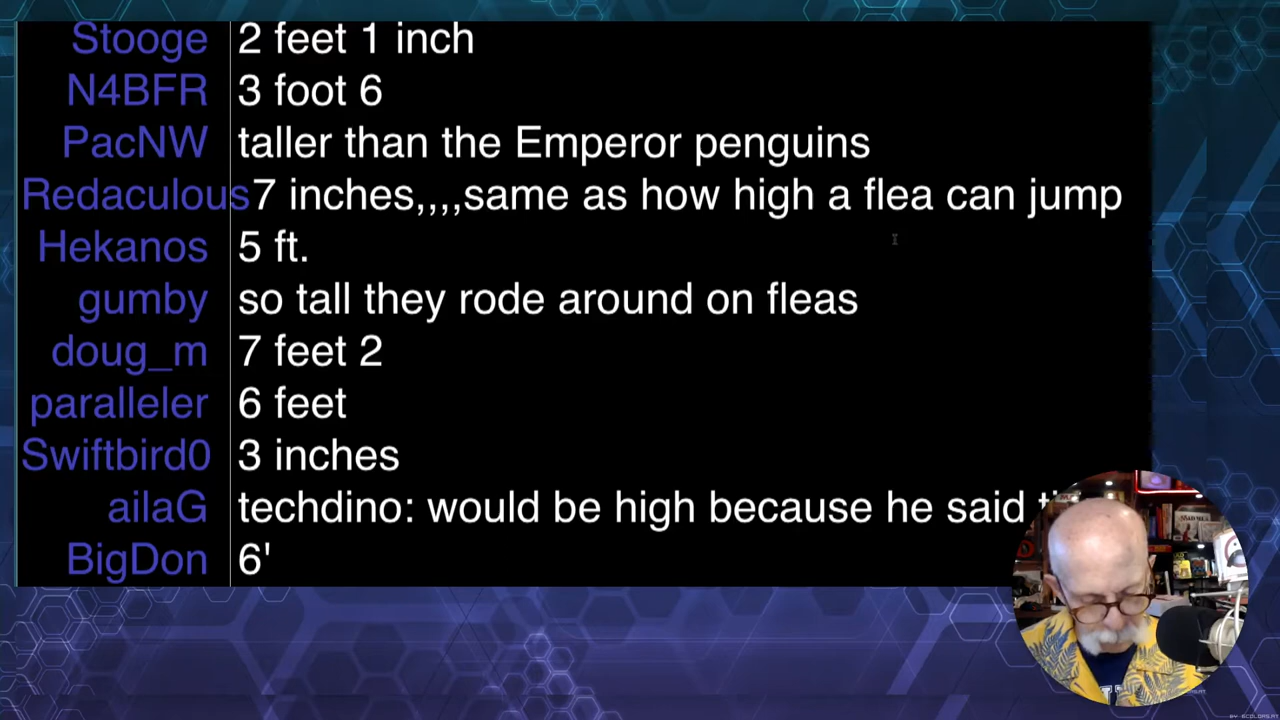 Stooge 2 feet 1 inch
N4BFR 3 foot 6
PacNW taller than the Emperor penguins
Redaculous 7 inches,,,,same as how high a flea can jump
Hekanos 5 ft.
gumby so tall they rode around on fleas
doug_m 7 feet 2
paralleler 6 feet
Swiftbird0 3 inches
ailaG techdino: would be high because he said
BigDon 6'